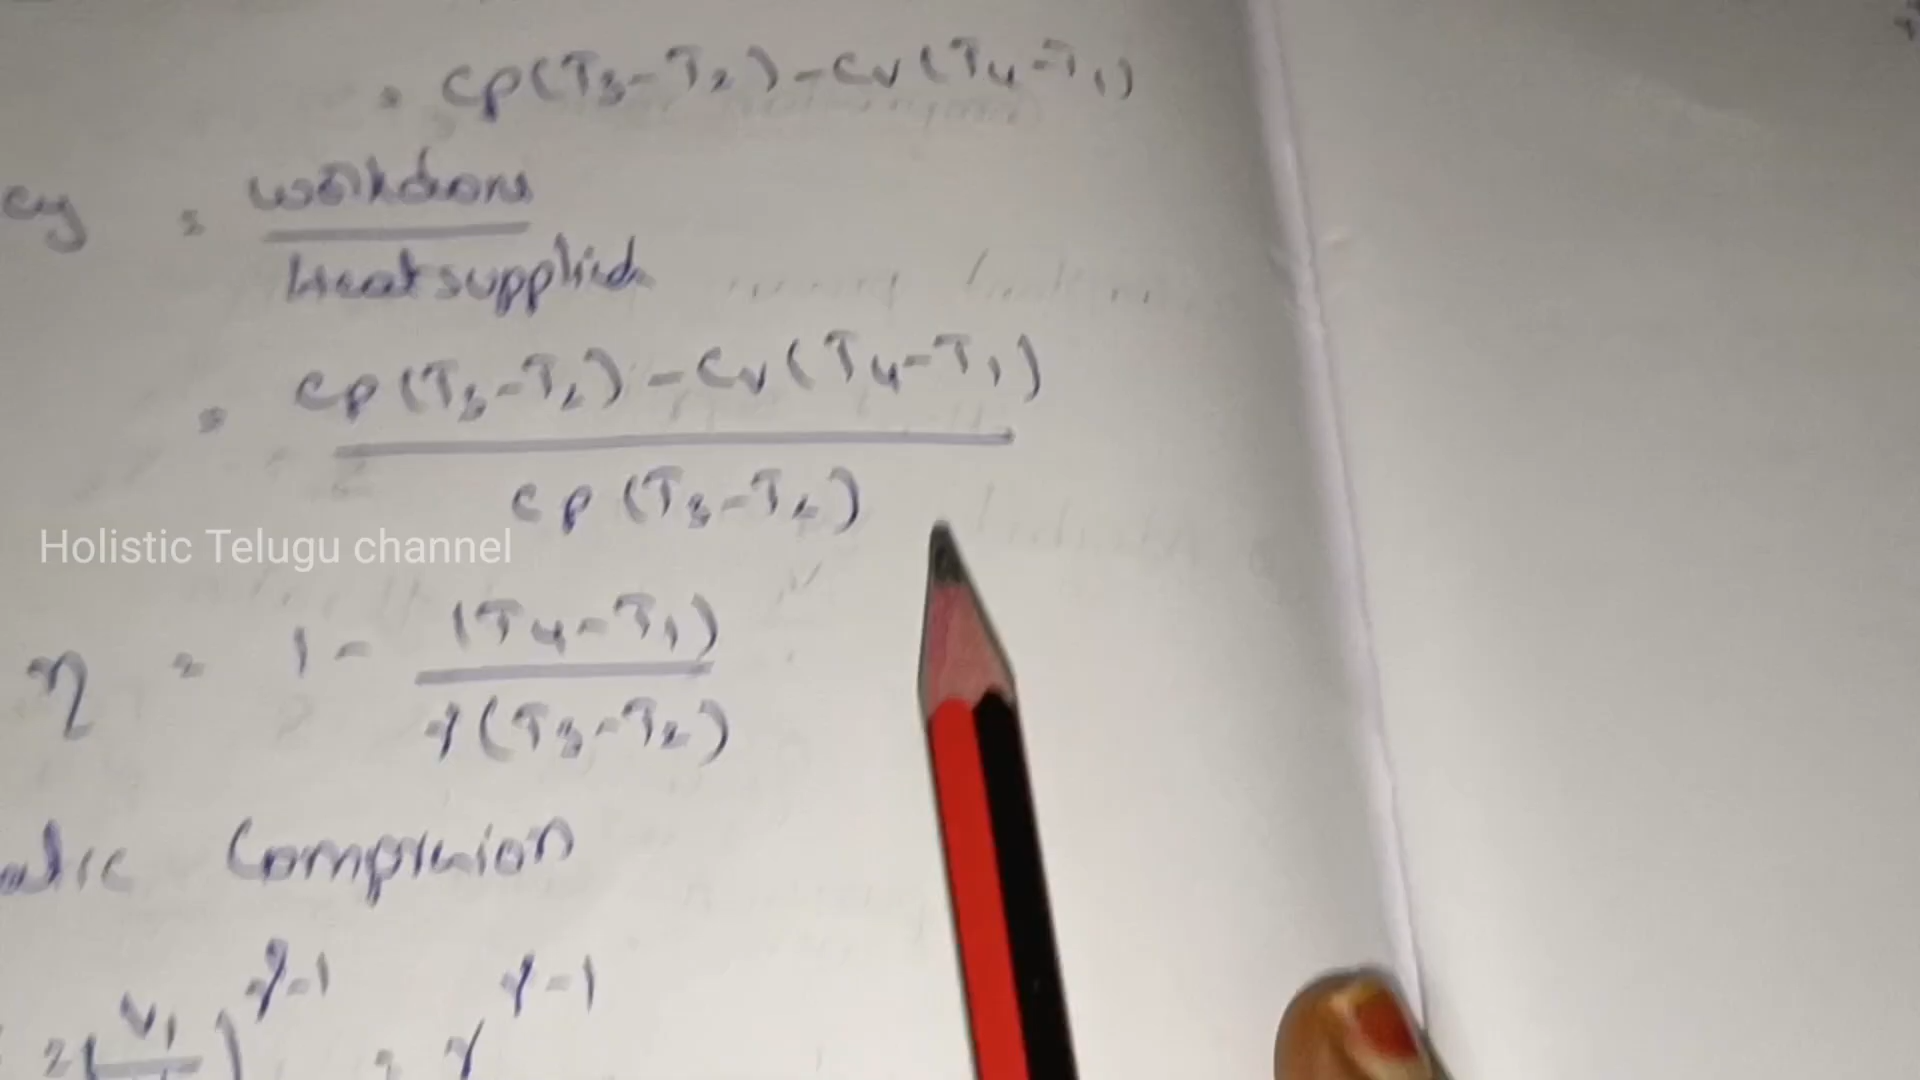 = Cp(T3-T2)-Cv(T4-T1)
cy = workdone
Heat supplied
= Cp(T3-T2)-Cv(T4-T1)
Cp(T3-T2)
Holistic Telugu channel
η = 1 - (T4-T1)
γ(T3-T2)
Compression
γ-1 γ-1
V1
= ( ) = r